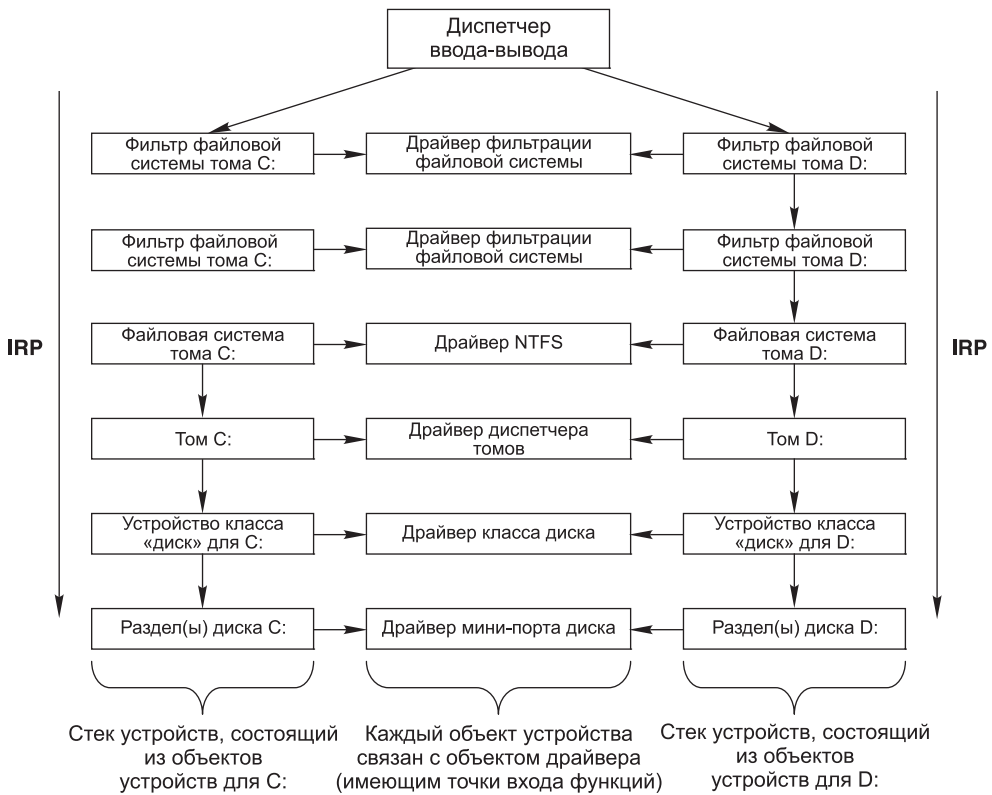 Диспетчер
ввода-вывода
Фильтр файловой
системы тома C:
Драйвер фильтрации
файловой системы
Фильтр файловой
системы тома D:
Фильтр файловой
системы тома C:
Драйвер фильтрации
файловой системы
Фильтр файловой
системы тома D:
IRP
Файловая система
тома C:
Драйвер NTFS
Файловая система
тома D:
IRP
Том C:
Драйвер диспетчера
томов
Том D:
Устройство класса
«диск» для C:
Драйвер класса диска
Устройство класса
«диск» для D:
Раздел(ы) диска C:
Драйвер мини-порта диска
Раздел(ы) диска D:
Стек устройств, состоящий
из объектов
устройств для C:
Каждый объект устройства
связан с объектом драйвера
(имеющим точки входа функций)
Стек устройств, состоящий
из объектов
устройств для D: